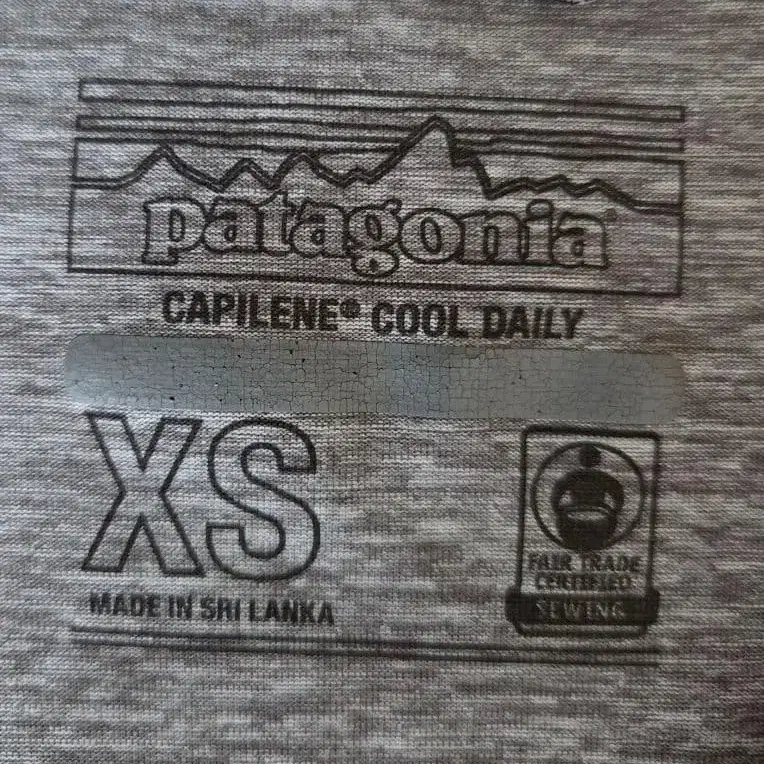 patagonia®
CAPILENE® COOL DAILY
XS
MADE IN SRI LANKA
FAIR TRADE
CERTIFIED
SEWING